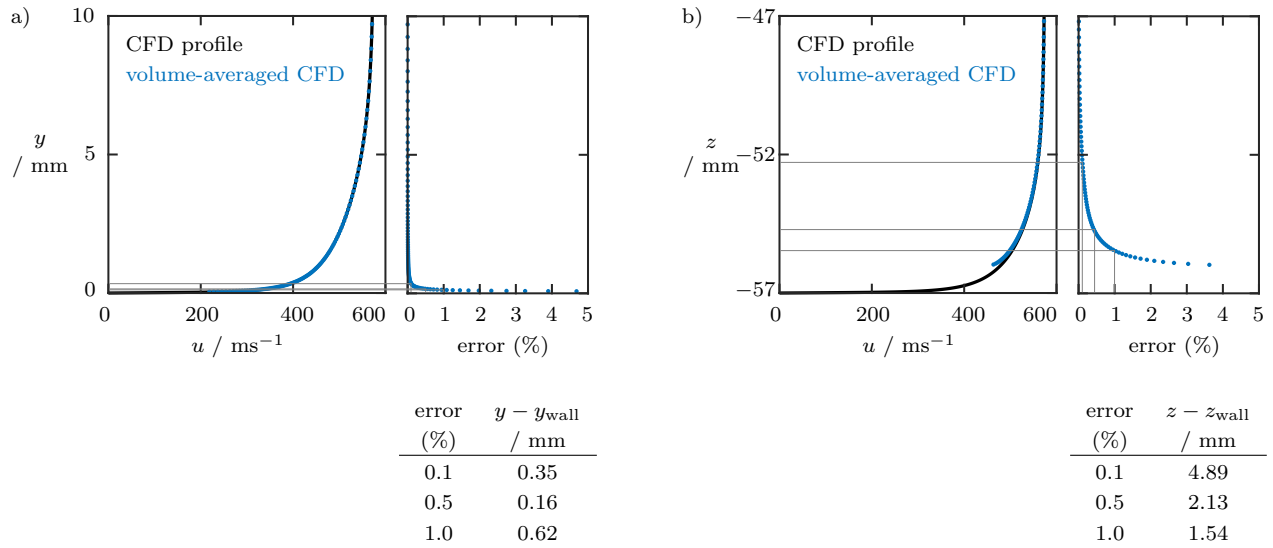 a)
10
5
0
y
/ mm
CFD profile
volume-averaged CFD
0 200 400 600
u / ms⁻¹
0 1 2 3 4 5
error (%)
error y − y_wall
(%) / mm
0.1 0.35
0.5 0.16
1.0 0.62
b)
−47
−52
−57
z
/ mm
CFD profile
volume-averaged CFD
0 200 400 600
u / ms⁻¹
0 1 2 3 4 5
error (%)
error z − z_wall
(%) / mm
0.1 4.89
0.5 2.13
1.0 1.54